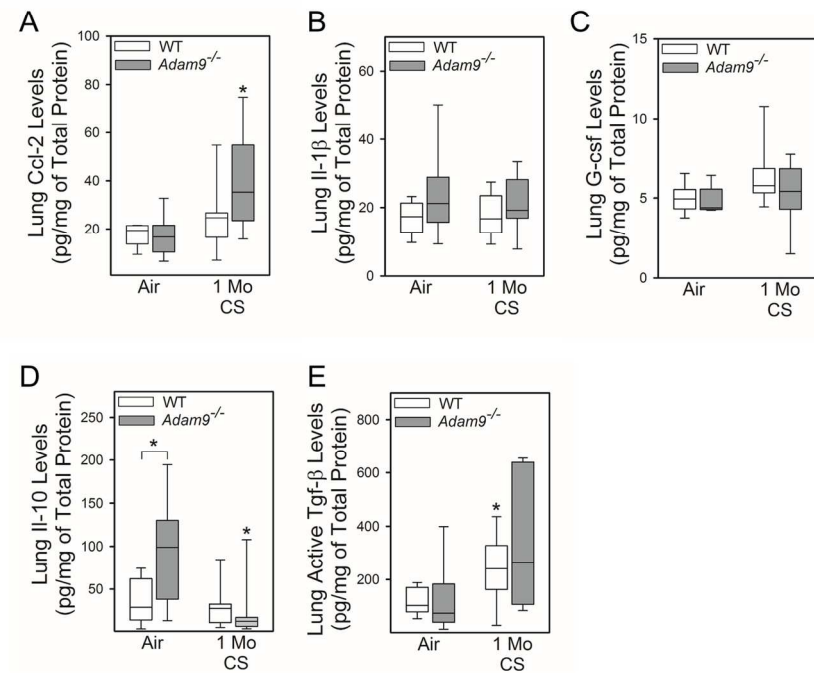 A
Lung Ccl-2 Levels
(pg/mg of Total Protein)
100
80
60
40
20
WT
Adam9-/-
*
Air
1 Mo
CS
B
Lung Il-1β Levels
(pg/mg of Total Protein)
60
40
20
0
WT
Adam9-/-
Air
1 Mo
CS
C
Lung G-csf Levels
(pg/mg of Total Protein)
15
10
5
0
WT
Adam9-/-
Air
1 Mo
CS
D
Lung Il-10 Levels
(pg/mg of Total Protein)
250
200
150
100
50
WT
Adam9-/-
*
*
Air
1 Mo
CS
E
Lung Active Tgf-β Levels
(pg/mg of Total Protein)
800
600
400
200
WT
Adam9-/-
*
Air
1 Mo
CS